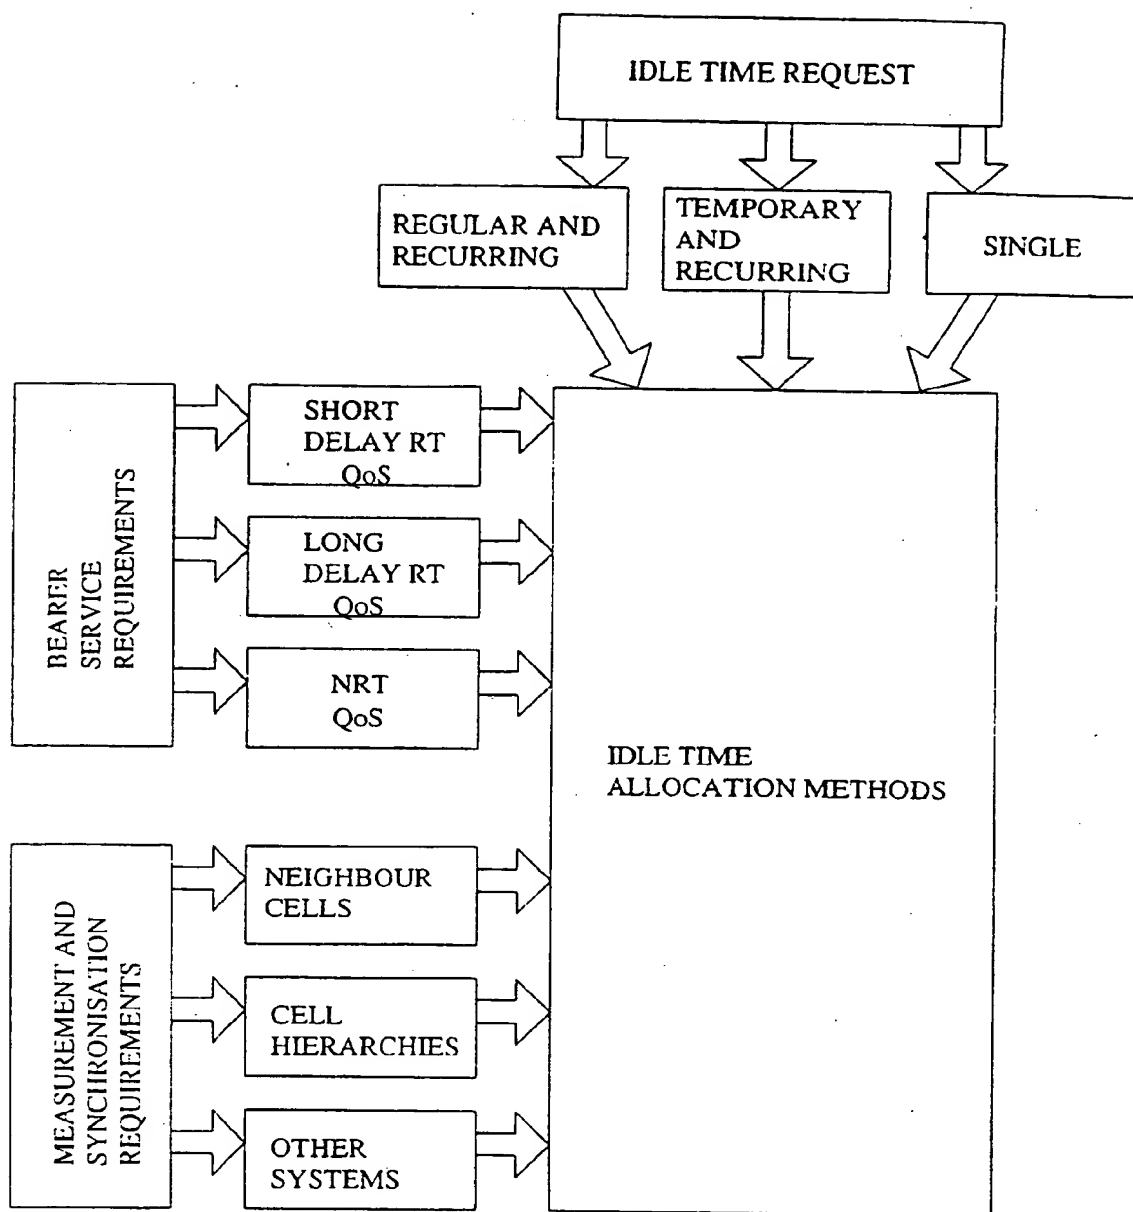 IDLE TIME REQUEST
REGULAR AND
RECURRING
TEMPORARY
AND
RECURRING
SINGLE
BEARER
SERVICE
REQUIREMENTS
SHORT
DELAY RT
QoS
LONG
DELAY RT
QoS
NRT
QoS
IDLE TIME
ALLOCATION METHODS
MEASUREMENT AND
SYNCHRONISATION
REQUIREMENTS
NEIGHBOUR
CELLS
CELL
HIERARCHIES
OTHER
SYSTEMS